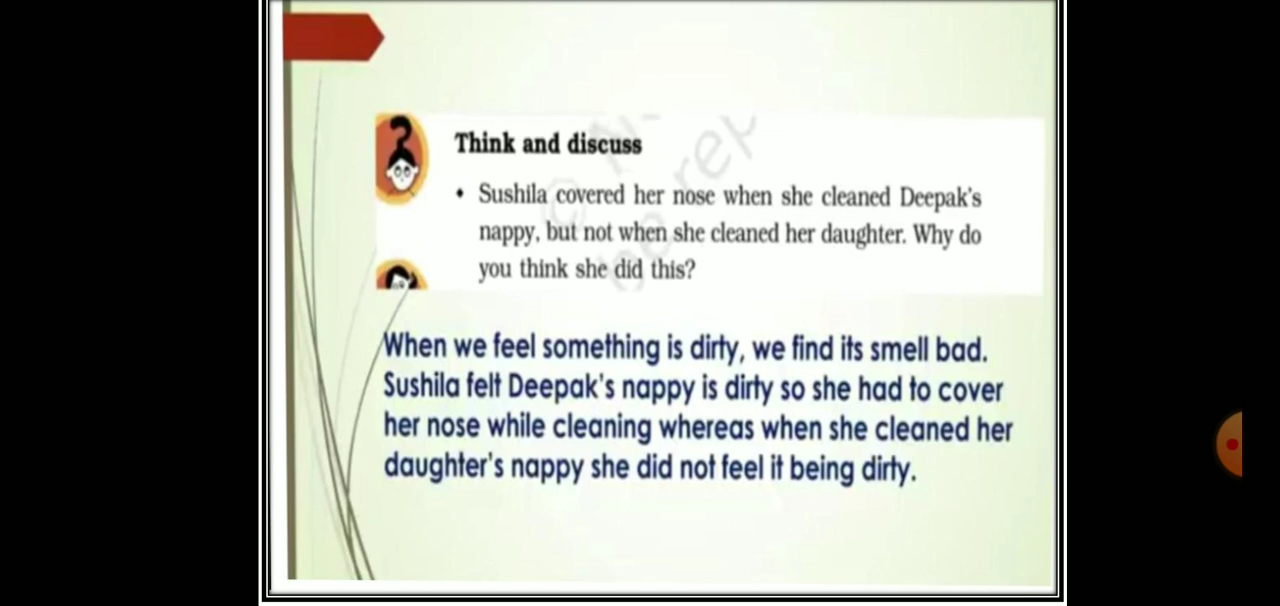 Think and discuss
• Sushila covered her nose when she cleaned Deepak's
nappy, but not when she cleaned her daughter. Why do
you think she did this?
When we feel something is dirty, we find its smell bad.
Sushila felt Deepak's nappy is dirty so she had to cover
her nose while cleaning whereas when she cleaned her
daughter's nappy she did not feel it being dirty.